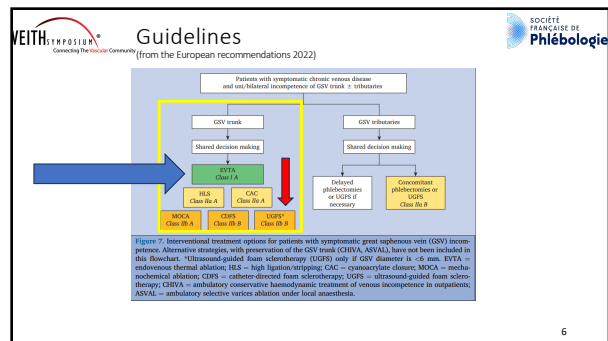 VEITHSYMPOSIUM®
Connecting The Vascular Community
Guidelines
(from the European recommendations 2022)
SOCIÉTÉ
FRANÇAISE DE
Phlébologie
Patients with symptomatic chronic venous disease
and uni/bilateral incompetence of GSV trunk ± tributaries
GSV trunk
GSV tributaries
Shared decision making
Shared decision making
EVTA
Class I A
HLS
Class IIa A
CAC
Class IIa A
MOCA
Class IIb A
CDFS
Class IIb B
UGFS*
Class IIb B
Delayed
phlebectomies
or UGFS if
necessary
Concomitant
phlebectomies or
UGFS
Class IIa B
Figure 7. Interventional treatment options for patients with symptomatic great saphenous vein (GSV) incom-
petence. Alternative strategies, with preservation of the GSV trunk (CHIVA, ASVAL), have not been included in
this flowchart. *Ultrasound-guided foam sclerotherapy (UGFS) only if GSV diameter is <6 mm. EVTA =
endovenous thermal ablation; HLS = high ligation/stripping; CAC = cyanoacrylate closure; MOCA = mecha-
nochemical ablation; CDFS = catheter-directed foam sclerotherapy; UGFS = ultrasound-guided foam sclero-
therapy; CHIVA = ambulatory conservative haemodynamic treatment of venous incompetence in outpatients;
ASVAL = ambulatory selective varices ablation under local anaesthesia.
6